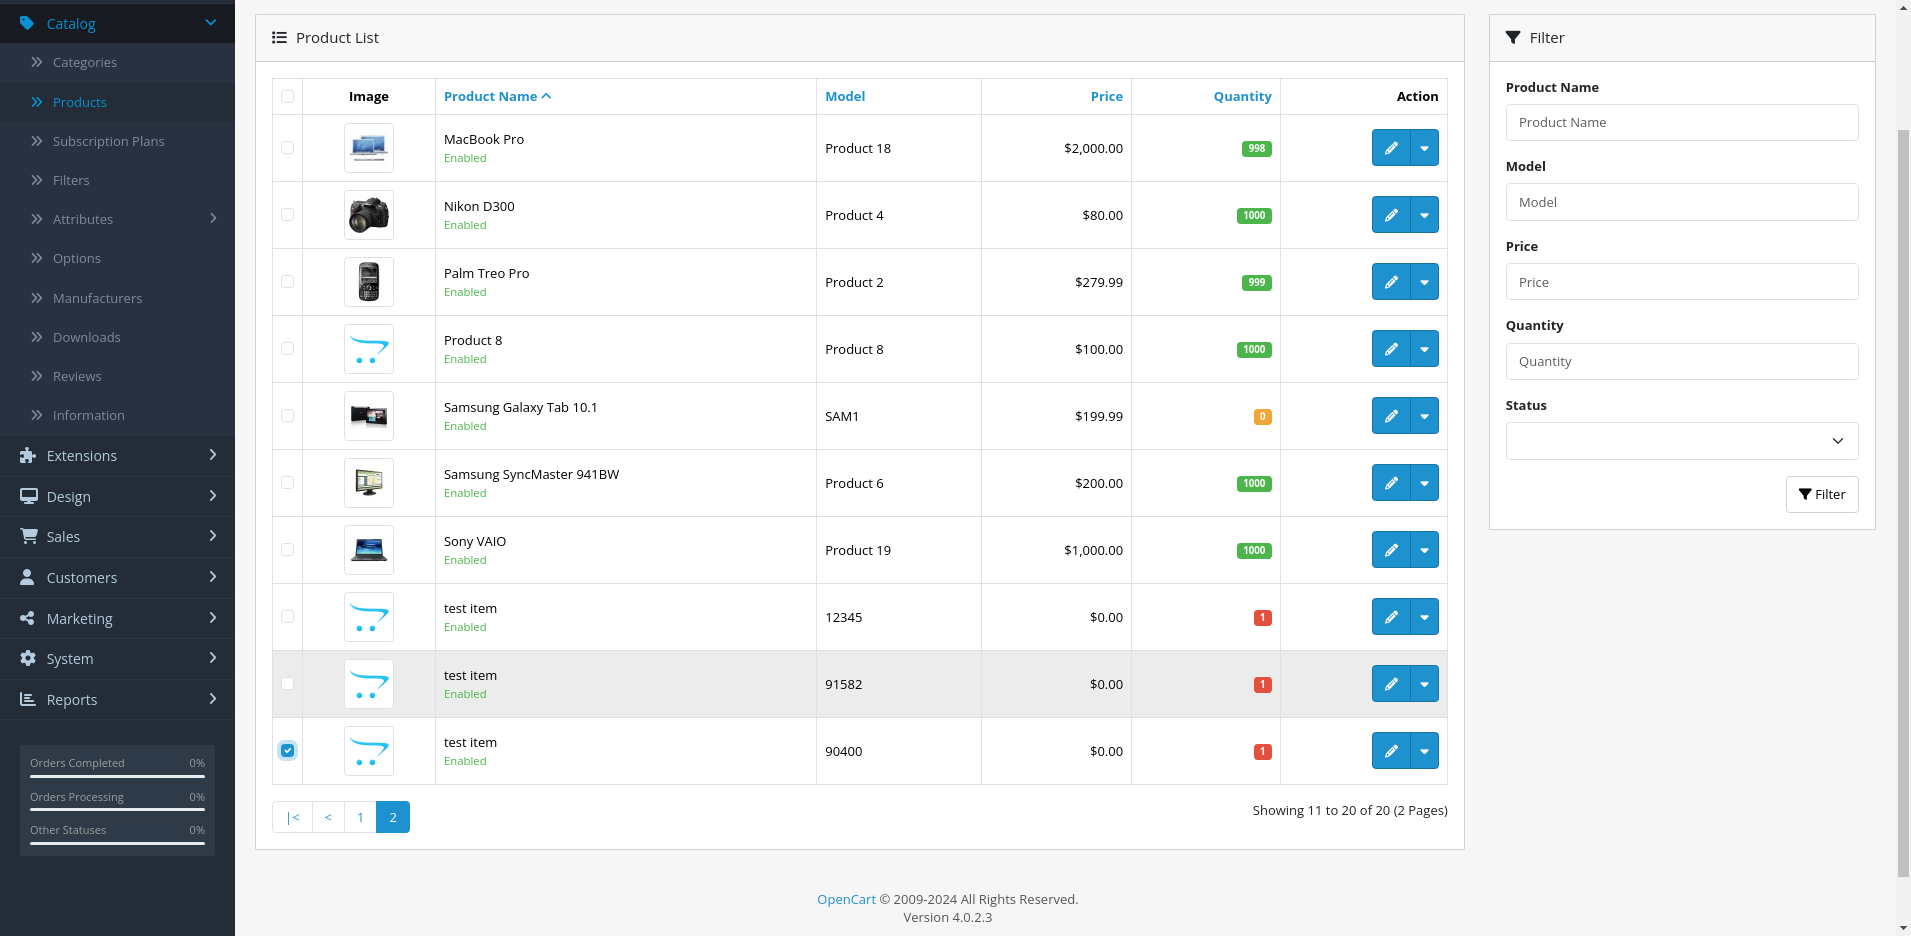 Catalog
Categories
Products
Subscription Plans
Filters
Attributes
Options
Manufacturers
Downloads
Reviews
Information
Extensions
Design
Sales
Customers
Marketing
System
Reports
Orders Completed 0%
Orders Processing 0%
Other Statuses 0%
Product List
Image Product Name Model Price Quantity Action
MacBook Pro
Enabled
Product 18 $2,000.00 998
Nikon D300
Enabled
Product 4 $80.00 1000
Palm Treo Pro
Enabled
Product 2 $279.99 999
Product 8
Enabled
Product 8 $100.00 1000
Samsung Galaxy Tab 10.1
Enabled
SAM1 $199.99 0
Samsung SyncMaster 941BW
Enabled
Product 6 $200.00 1000
Sony VAIO
Enabled
Product 19 $1,000.00 1000
test item
Enabled
12345 $0.00 1
test item
Enabled
91582 $0.00 1
test item
Enabled
90400 $0.00 1
|< < 1 2
Showing 11 to 20 of 20 (2 Pages)
Filter
Product Name
Product Name
Model
Model
Price
Price
Quantity
Quantity
Status
Filter
OpenCart © 2009-2024 All Rights Reserved.
Version 4.0.2.3